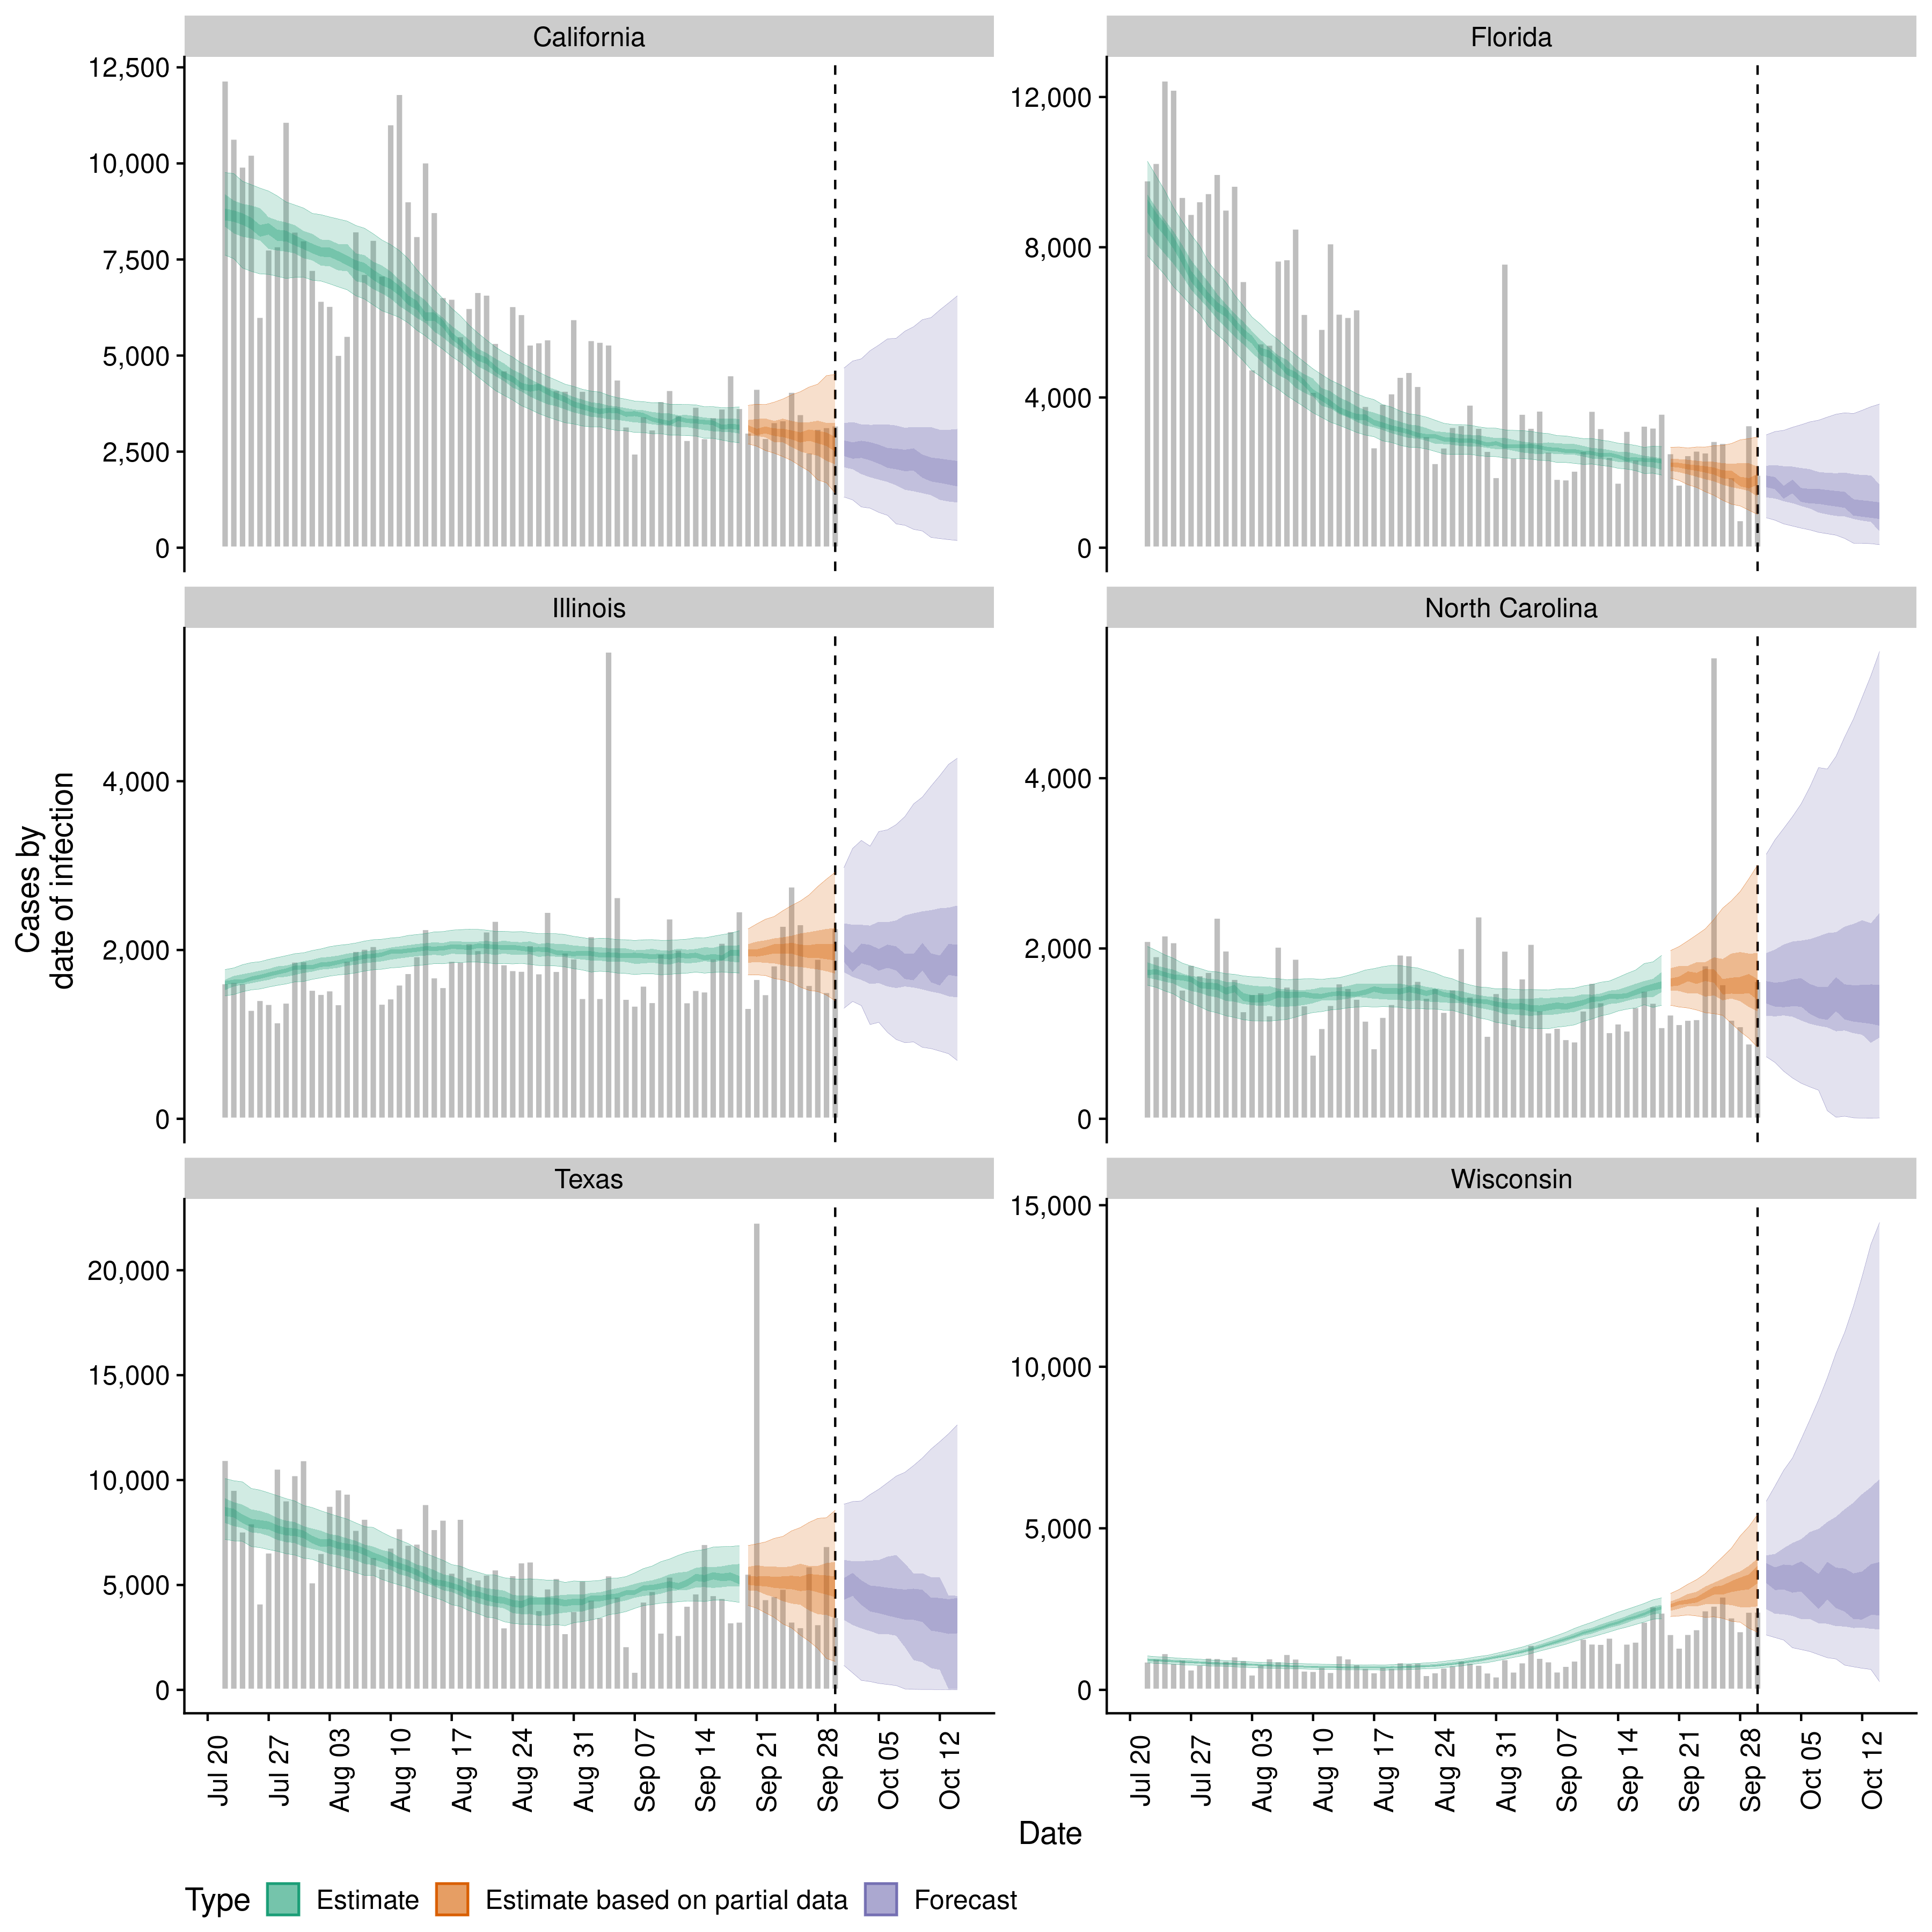 California
Florida
12,500
10,000
7,500
5,000
2,500
0
12,000
8,000
4,000
0
Illinois
North Carolina
4,000
2,000
0
4,000
2,000
0
Cases by
date of infection
Texas
Wisconsin
20,000
15,000
10,000
5,000
0
15,000
10,000
5,000
0
Jul 20 Jul 27 Aug 03 Aug 10 Aug 17 Aug 24 Aug 31 Sep 07 Sep 14 Sep 21 Sep 28 Oct 05 Oct 12
Jul 20 Jul 27 Aug 03 Aug 10 Aug 17 Aug 24 Aug 31 Sep 07 Sep 14 Sep 21 Sep 28 Oct 05 Oct 12
Date
Type Estimate Estimate based on partial data Forecast